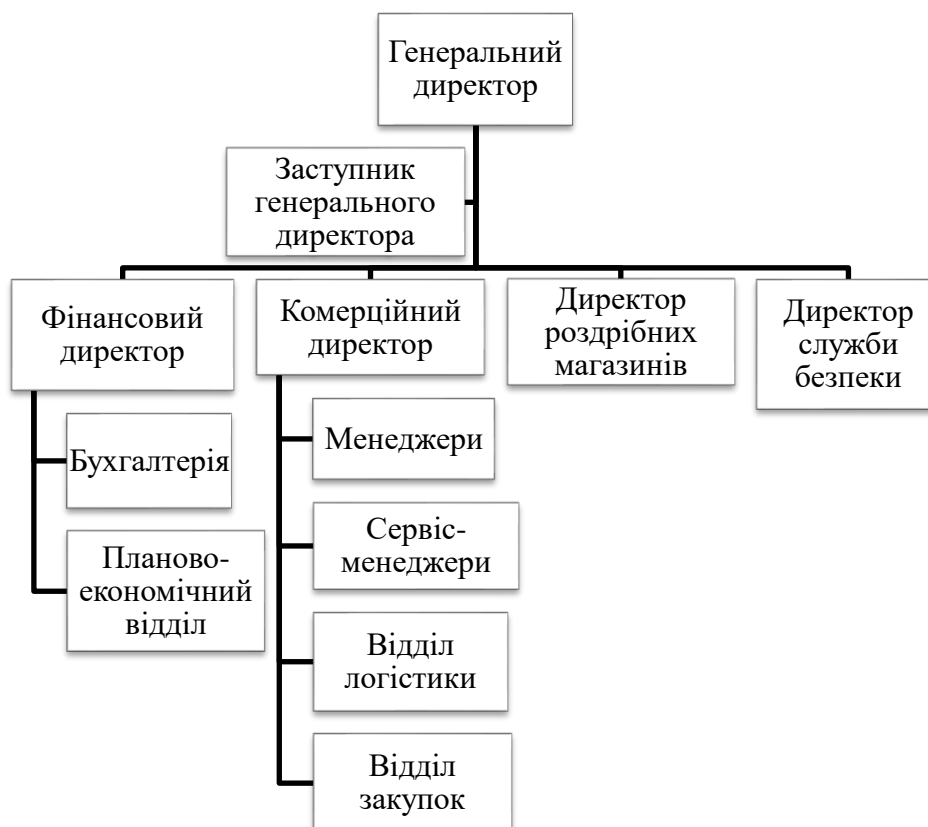 Генеральний
директор
Заступник
генерального
директора
Фінансовий
директор
Комерційний
директор
Директор
роздрібних
магазинів
Директор
служби
безпеки
Бухгалтерія
Планово-
економічний
відділ
Менеджери
Сервіс-
менеджери
Відділ
логістики
Відділ
закупок